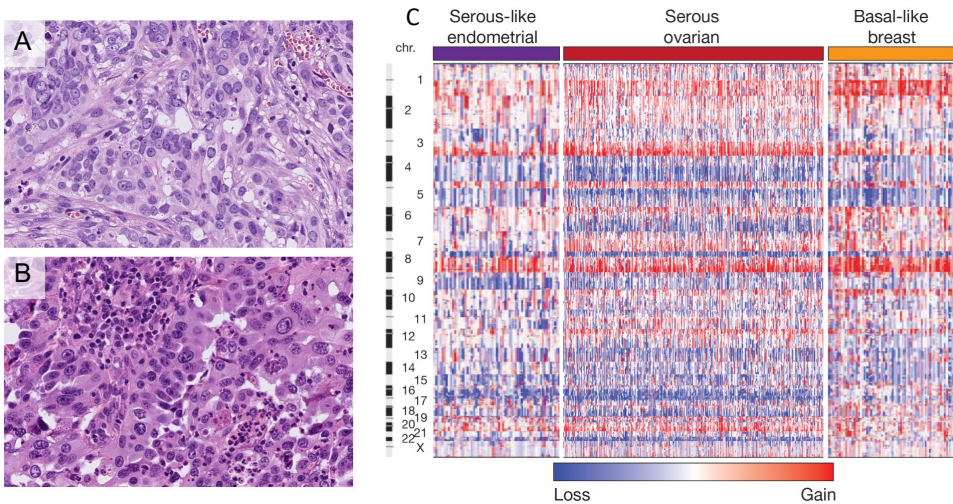 A
B
C
Serous-like
endometrial
Serous
ovarian
Basal-like
breast
chr.
1
2
3
4
5
6
7
8
9
10
11
12
13
14
15
16
17
18
19
20
21
22
X
Loss
Gain